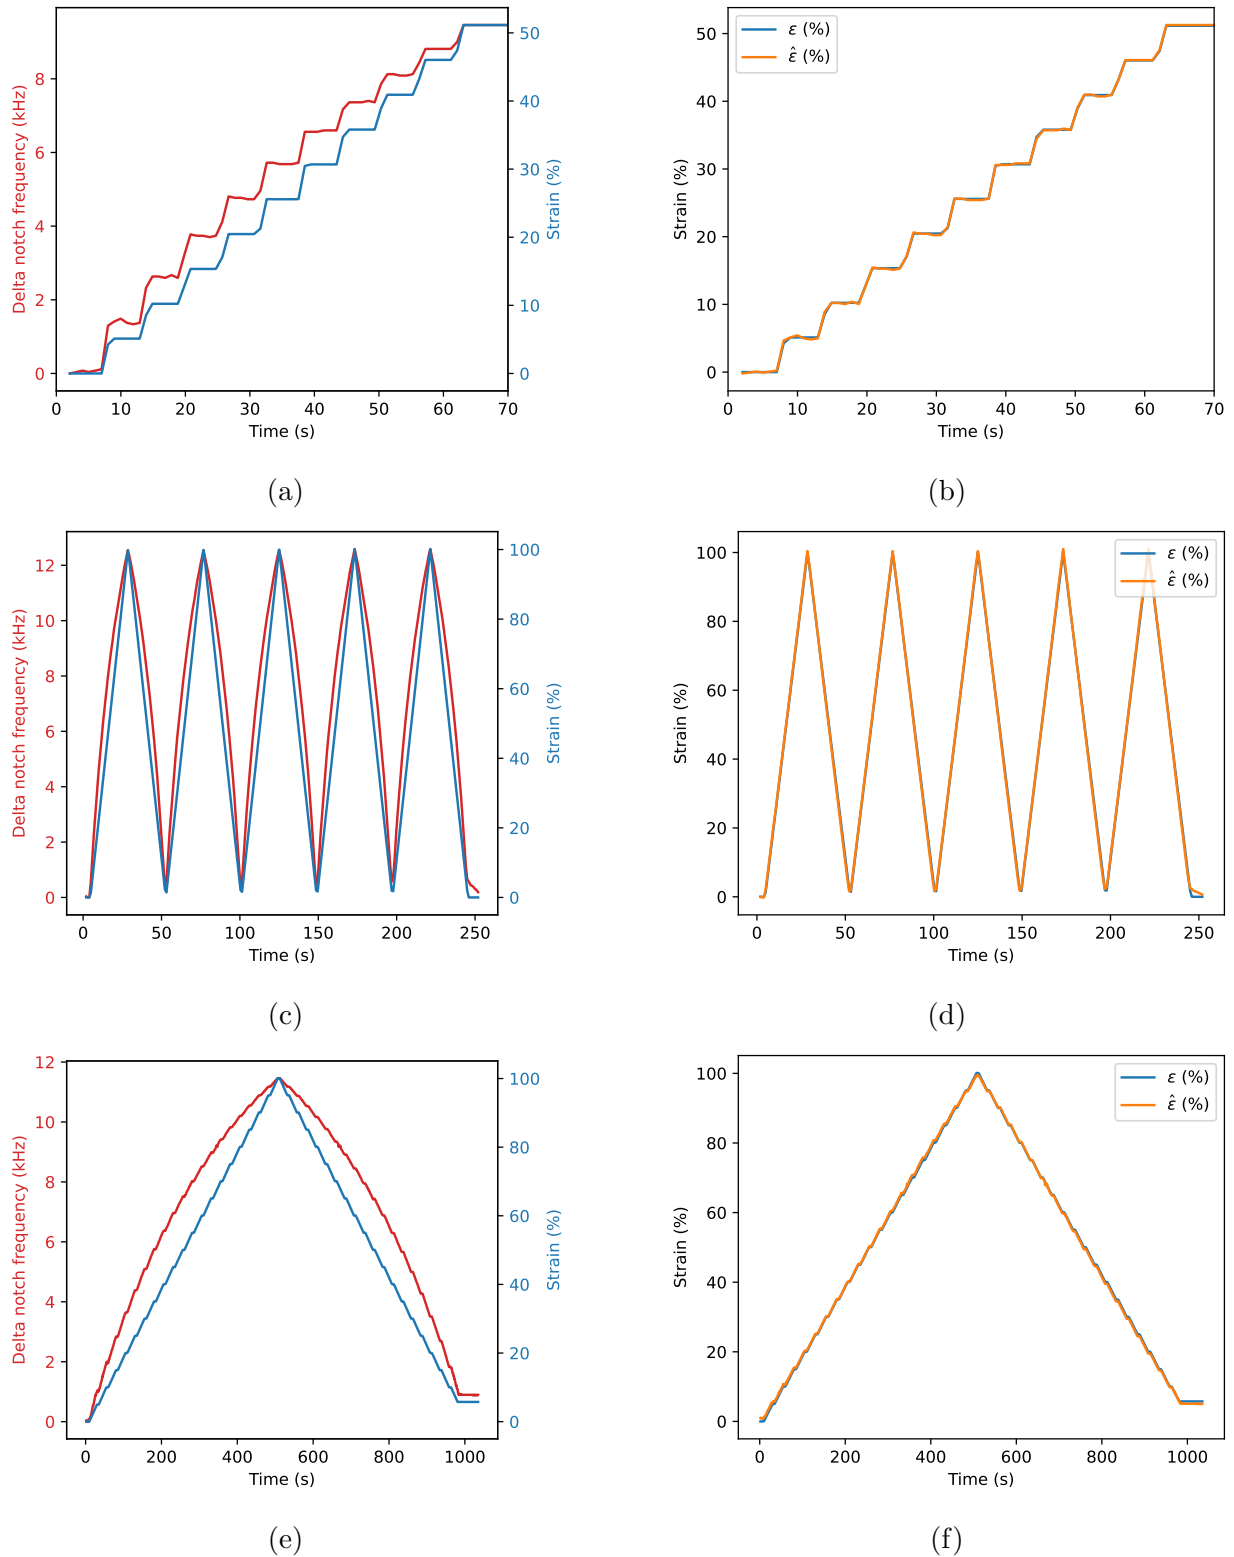 Delta notch frequency (kHz)
0
2
4
6
8
0
10
20
30
40
50
Strain (%)
0 10 20 30 40 50 60 70
Time (s)
(a)
ε (%)
ε̂ (%)
Strain (%)
0
10
20
30
40
50
0 10 20 30 40 50 60 70
Time (s)
(b)
Delta notch frequency (kHz)
0
2
4
6
8
10
12
0
20
40
60
80
100
Strain (%)
0 50 100 150 200 250
Time (s)
(c)
ε (%)
ε̂ (%)
Strain (%)
0
20
40
60
80
100
0 50 100 150 200 250
Time (s)
(d)
Delta notch frequency (kHz)
0
2
4
6
8
10
12
0
20
40
60
80
100
Strain (%)
0 200 400 600 800 1000
Time (s)
(e)
ε (%)
ε̂ (%)
Strain (%)
0
20
40
60
80
100
0 200 400 600 800 1000
Time (s)
(f)